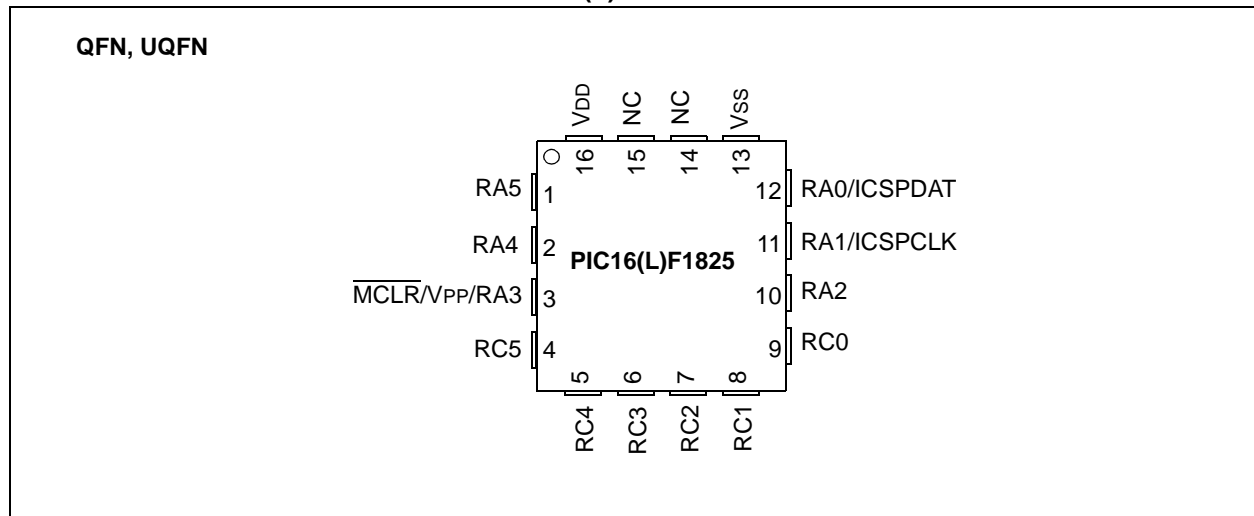 QFN, UQFN
VDD
NC
NC
VSS
16
15
14
13
RA5
1
RA4
2
MCLR/VPP/RA3
3
RC5
4
PIC16(L)F1825
12
RA0/ICSPDAT
11
RA1/ICSPCLK
10
RA2
9
RC0
5
6
7
8
RC4
RC3
RC2
RC1